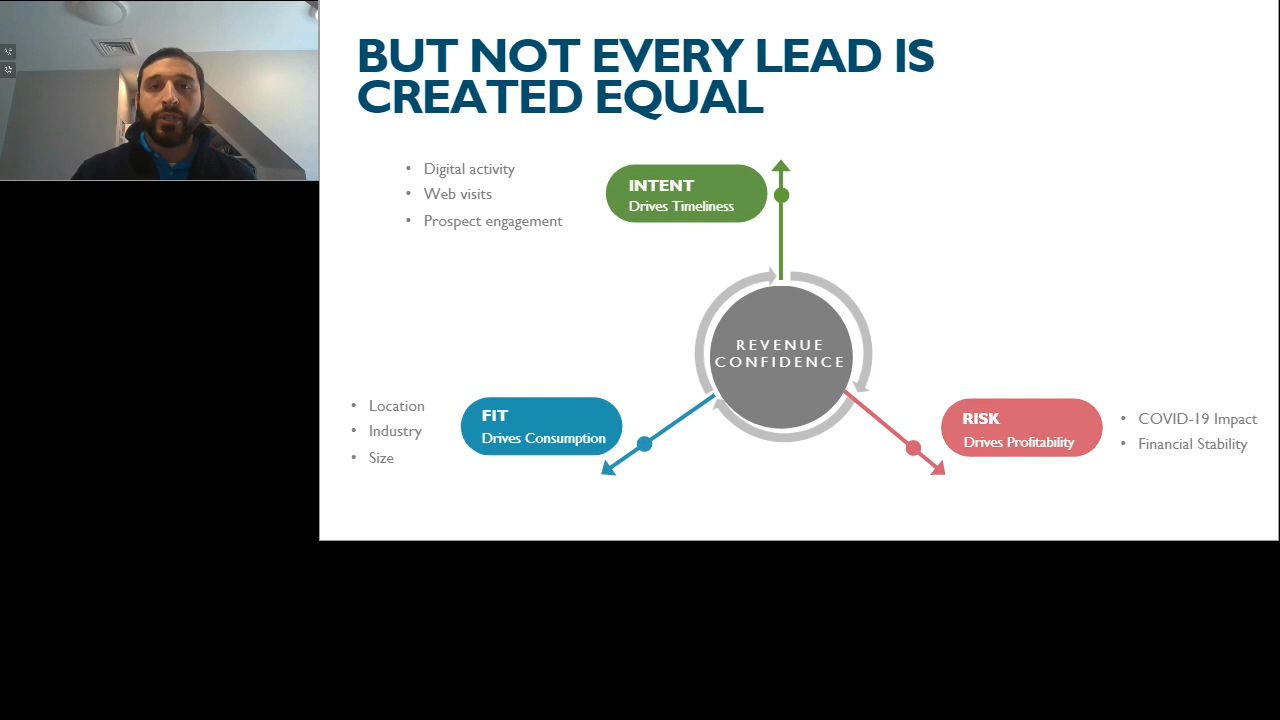 BUT NOT EVERY LEAD IS
CREATED EQUAL
• Digital activity
• Web visits
• Prospect engagement
INTENT
Drives Timeliness
REVENUE
CONFIDENCE
• Location
• Industry
• Size
FIT
Drives Consumption
RISK
Drives Profitability
• COVID-19 Impact
• Financial Stability